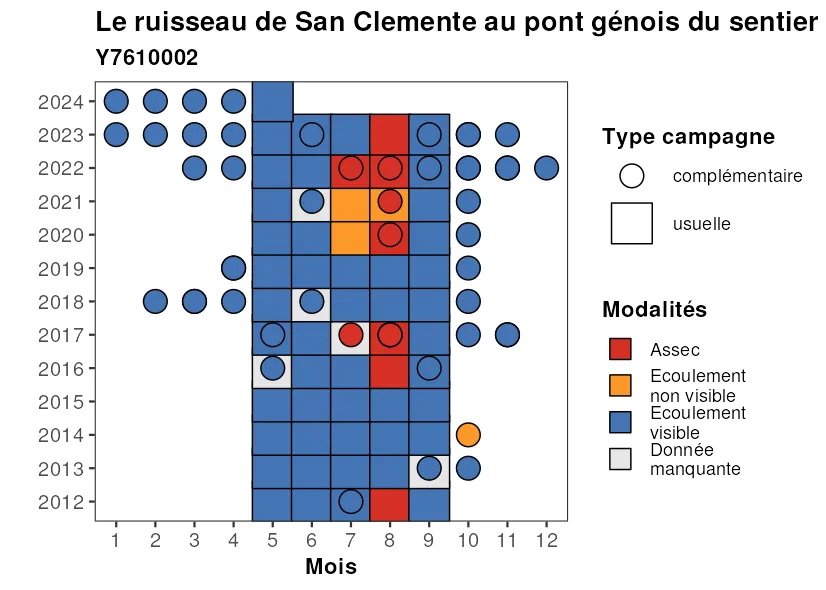 Le ruisseau de San Clemente au pont génois du sentier
Y7610002
2024
2023
2022
2021
2020
2019
2018
2017
2016
2015
2014
2013
2012
1 2 3 4 5 6 7 8 9 10 11 12
Mois
Type campagne
complémentaire
usuelle
Modalités
Assec
Ecoulement
non visible
Ecoulement
visible
Donnée
manquante